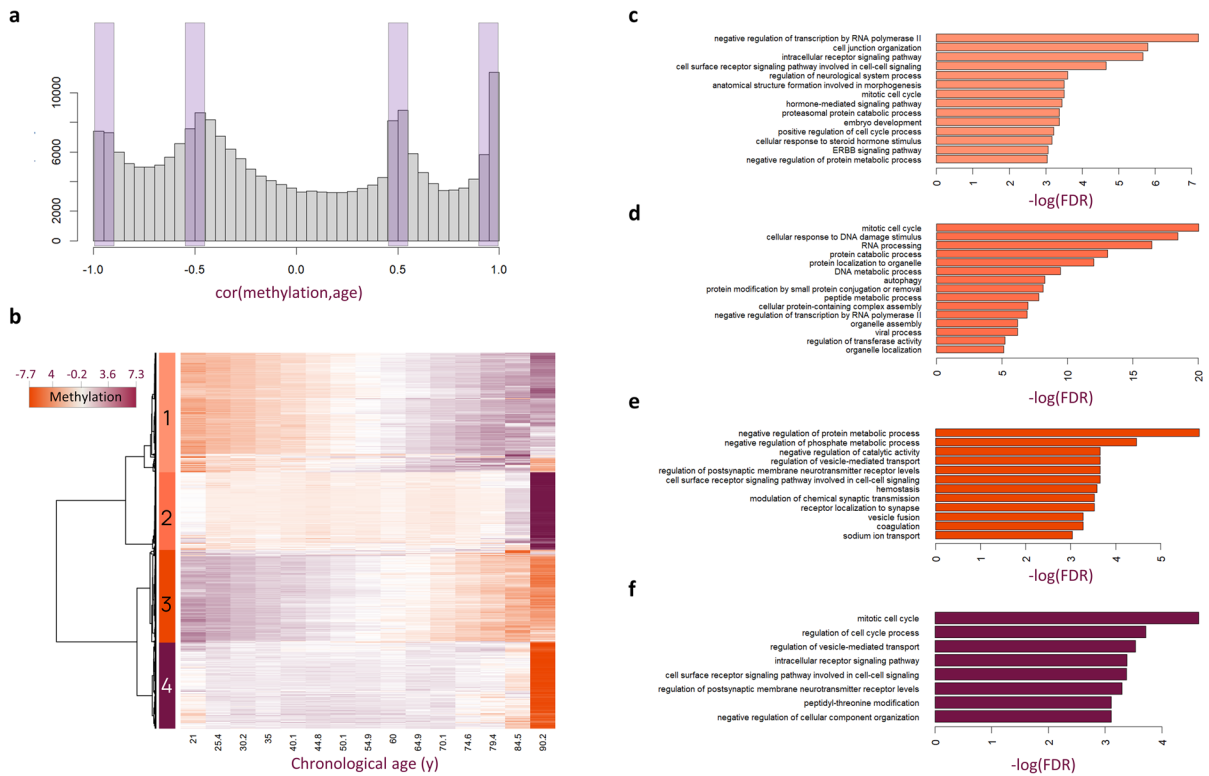 a
10000
6000
2000
0
-1.0
-0.5
0.0
0.5
1.0
cor(methylation,age)
b
-7.7 4 -0.2 3.6 7.3
Methylation
1
2
3
4
21 25.4 30.2 35 40.1 44.8 50.1 54.9 60 64.9 70.1 74.6 79.4 84.5 90.2
Chronological age (y)
c
negative regulation of transcription by RNA polymerase II
cell junction organization
intracellular receptor signaling pathway
cell surface receptor signaling pathway involved in cell-cell signaling
regulation of neurological system process
anatomical structure formation involved in morphogenesis
mitotic cell cycle
hormone-mediated signaling pathway
proteasomal protein catabolic process
embryo development
positive regulation of cell cycle process
cellular response to steroid hormone stimulus
ERBB signaling pathway
negative regulation of protein metabolic process
0 1 2 3 4 5 6 7
-log(FDR)
d
mitotic cell cycle
cellular response to DNA damage stimulus
RNA processing
protein catabolic process
protein localization to organelle
DNA metabolic process
autophagy
protein modification by small protein conjugation or removal
peptide metabolic process
cellular protein-containing complex assembly
negative regulation of transcription by RNA polymerase II
organelle assembly
viral process
regulation of transferase activity
organelle localization
0 5 10 15 20
-log(FDR)
e
negative regulation of protein metabolic process
negative regulation of phosphate metabolic process
negative regulation of catalytic activity
regulation of vesicle-mediated transport
regulation of postsynaptic membrane neurotransmitter receptor levels
cell surface receptor signaling pathway involved in cell-cell signaling
hemostasis
modulation of chemical synaptic transmission
receptor localization to synapse
vesicle fusion
coagulation
sodium ion transport
0 1 2 3 4 5
-log(FDR)
f
mitotic cell cycle
regulation of cell cycle process
regulation of vesicle-mediated transport
intracellular receptor signaling pathway
cell surface receptor signaling pathway involved in cell-cell signaling
regulation of postsynaptic membrane neurotransmitter receptor levels
peptidyl-threonine modification
negative regulation of cellular component organization
0 1 2 3 4
-log(FDR)